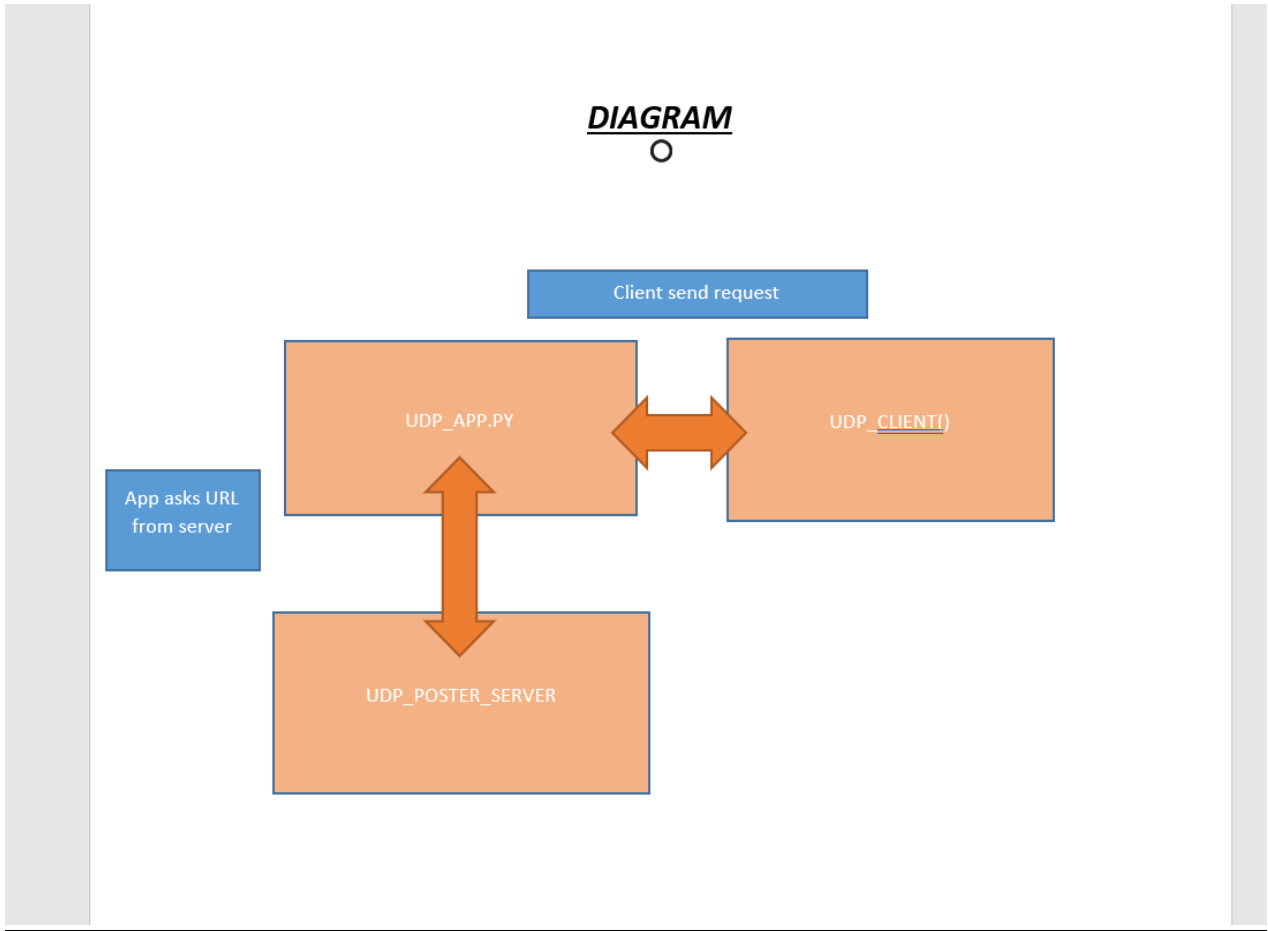 DIAGRAM
Client send request
UDP_APP.PY
UDP_CLIENT()
App asks URL
from server
UDP_POSTER_SERVER